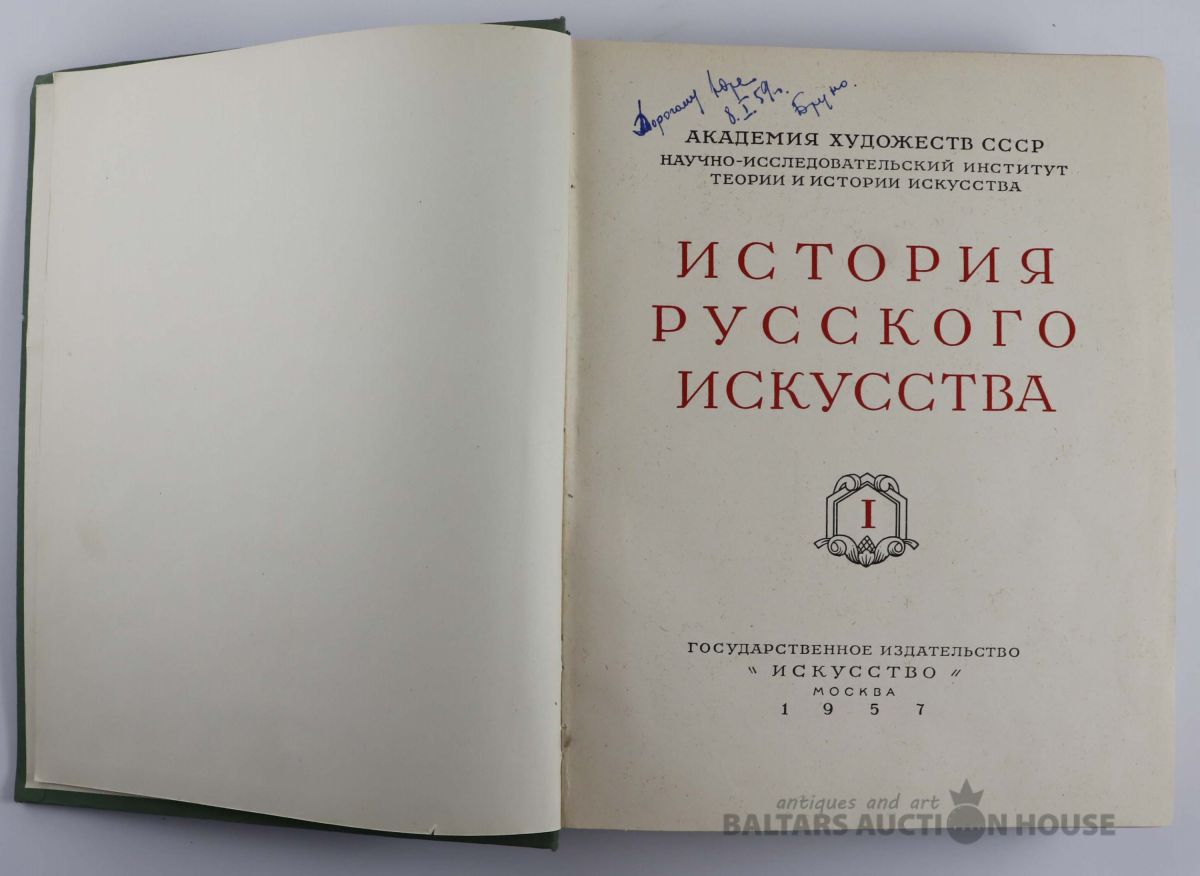 Дорогому Юре
8.I.59г.
Бруно.
АКАДЕМИЯ ХУДОЖЕСТВ СССР
НАУЧНО-ИССЛЕДОВАТЕЛЬСКИЙ ИНСТИТУТ
ТЕОРИИ И ИСТОРИИ ИСКУССТВА
ИСТОРИЯ
РУССКОГО
ИСКУССТВА
I
ГОСУДАРСТВЕННОЕ ИЗДАТЕЛЬСТВО
"ИСКУССТВО"
МОСКВА
1957
antiques and art
BALTARS AUCTION HOUSE